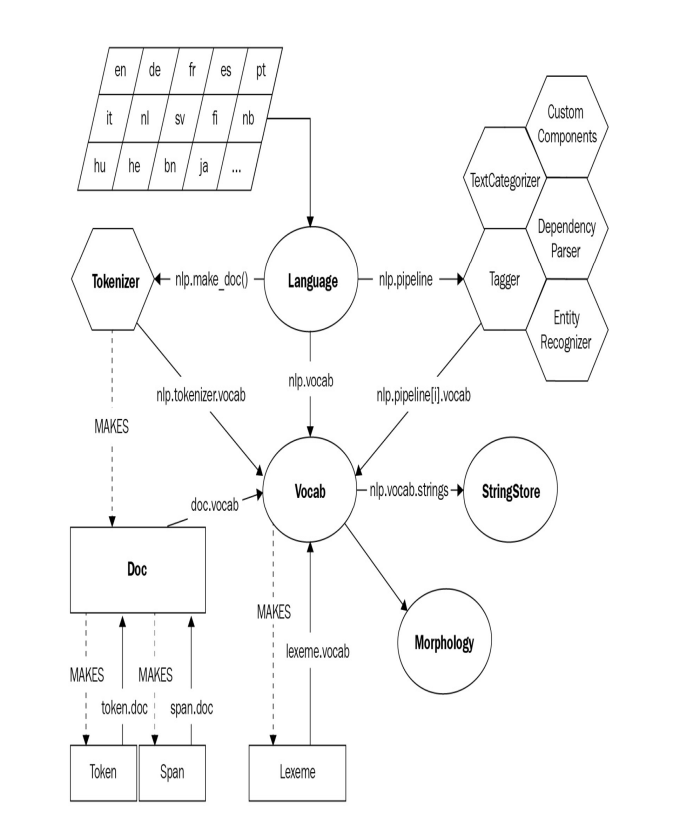 en de fr es pt
it nl sv fi nb
hu he bn ja ...
Custom
Components
TextCategorizer
Dependency
Parser
Tokenizer
nlp.make_doc()
Language
nlp.pipeline
Tagger
Entity
Recognizer
nlp.tokenizer.vocab
nlp.vocab
nlp.pipeline[i].vocab
MAKES
doc.vocab
Vocab
nlp.vocab.strings
StringStore
Doc
MAKES
lexeme.vocab
Morphology
MAKES
MAKES
token.doc
span.doc
Token
Span
Lexeme